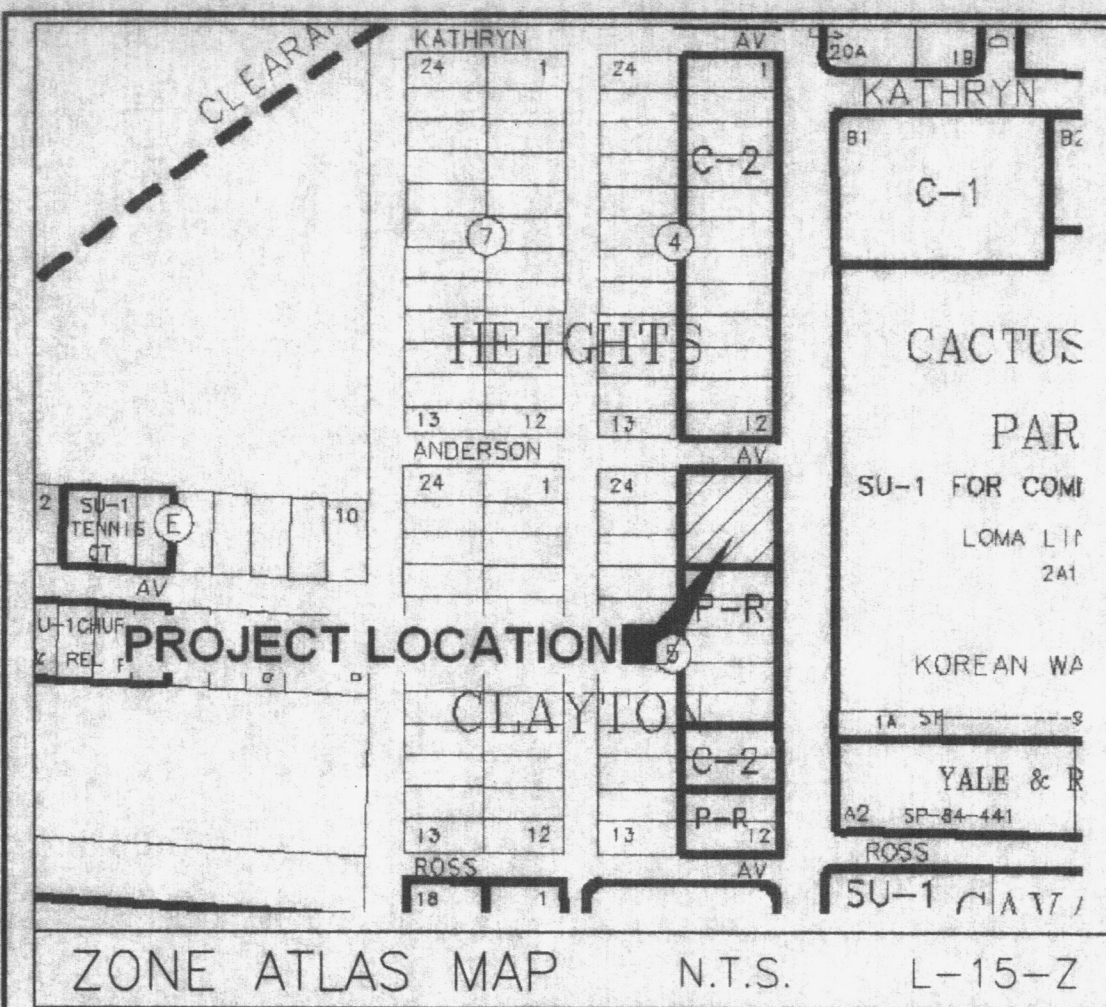 CLEARA
KATHRYN AV
24 1 24 1
20A 1B D
KATHRYN
B1 B2
C-2
C-1
7 4
HEIGHTS
CACTUS
PAR
13 12 13 12
ANDERSON AV
24 1 24
SU-1 FOR COM
2 SU-1 10
TENNIS E
CT
LOMA LI
2A1
AV
P-R
U-1 CHUR
PROJECT LOCATION 5
REL
KOREAN WA
CLAYTON
1A
C-2
YALE & R
P-R
A2 SP-84-441
13 12 13 12
ROSS AV
ROSS
18 1
SU-1
ZONE ATLAS MAP N.T.S. L-15-Z